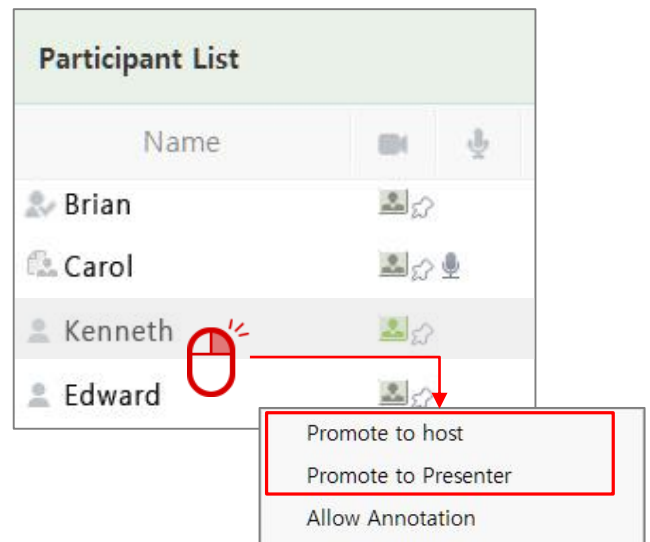 Participant List
Name
Brian
Carol
Kenneth
Edward
Promote to host
Promote to Presenter
Allow Annotation